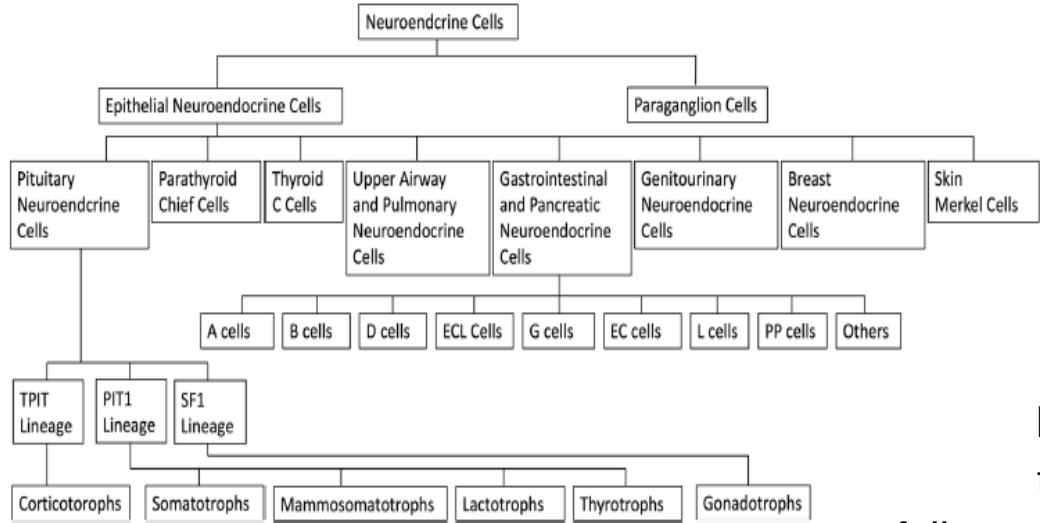 Neuroendcrine Cells
Epithelial Neuroendocrine Cells
Paraganglion Cells
Pituitary
Neuroendcrine
Cells
Parathyroid
Chief Cells
Thyroid
C Cells
Upper Airway
and Pulmonary
Neuroendocrine
Cells
Gastrointestinal
and Pancreatic
Neuroendocrine
Cells
Genitourinary
Neuroendocrine
Cells
Breast
Neuroendocrine
Cells
Skin
Merkel Cells
A cells
B cells
D cells
ECL Cells
G cells
EC cells
L cells
PP cells
Others
TPIT
Lineage
PIT1
Lineage
SF1
Lineage
Corticotorophs
Somatotrophs
Mammosomatotrophs
Lactotrophs
Thyrotrophs
Gonadotrophs